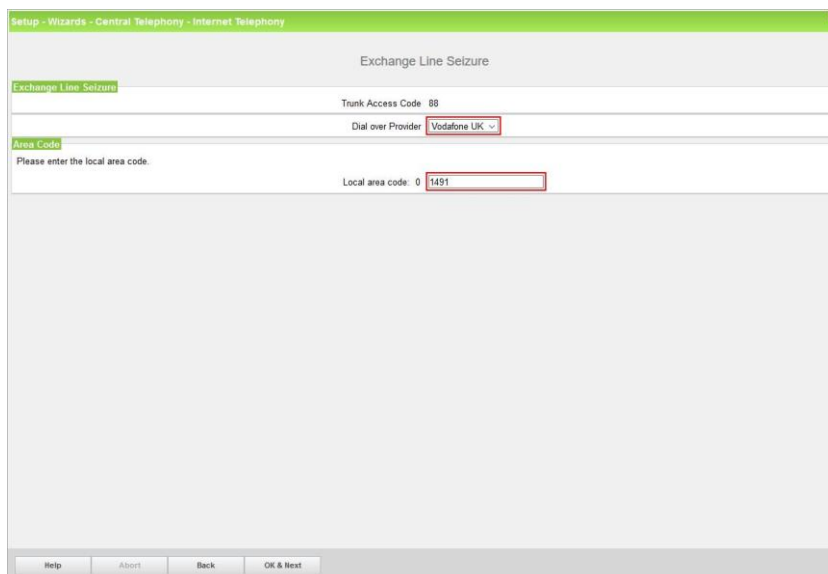 Setup - Wizards - Central Telephony - Internet Telephony
Exchange Line Seizure
Exchange Line Seizure
Trunk Access Code 88
Dial over Provider Vodafone UK
Area Code
Please enter the local area code.
Local area code: 0 1491
Help Abort Back OK & Next